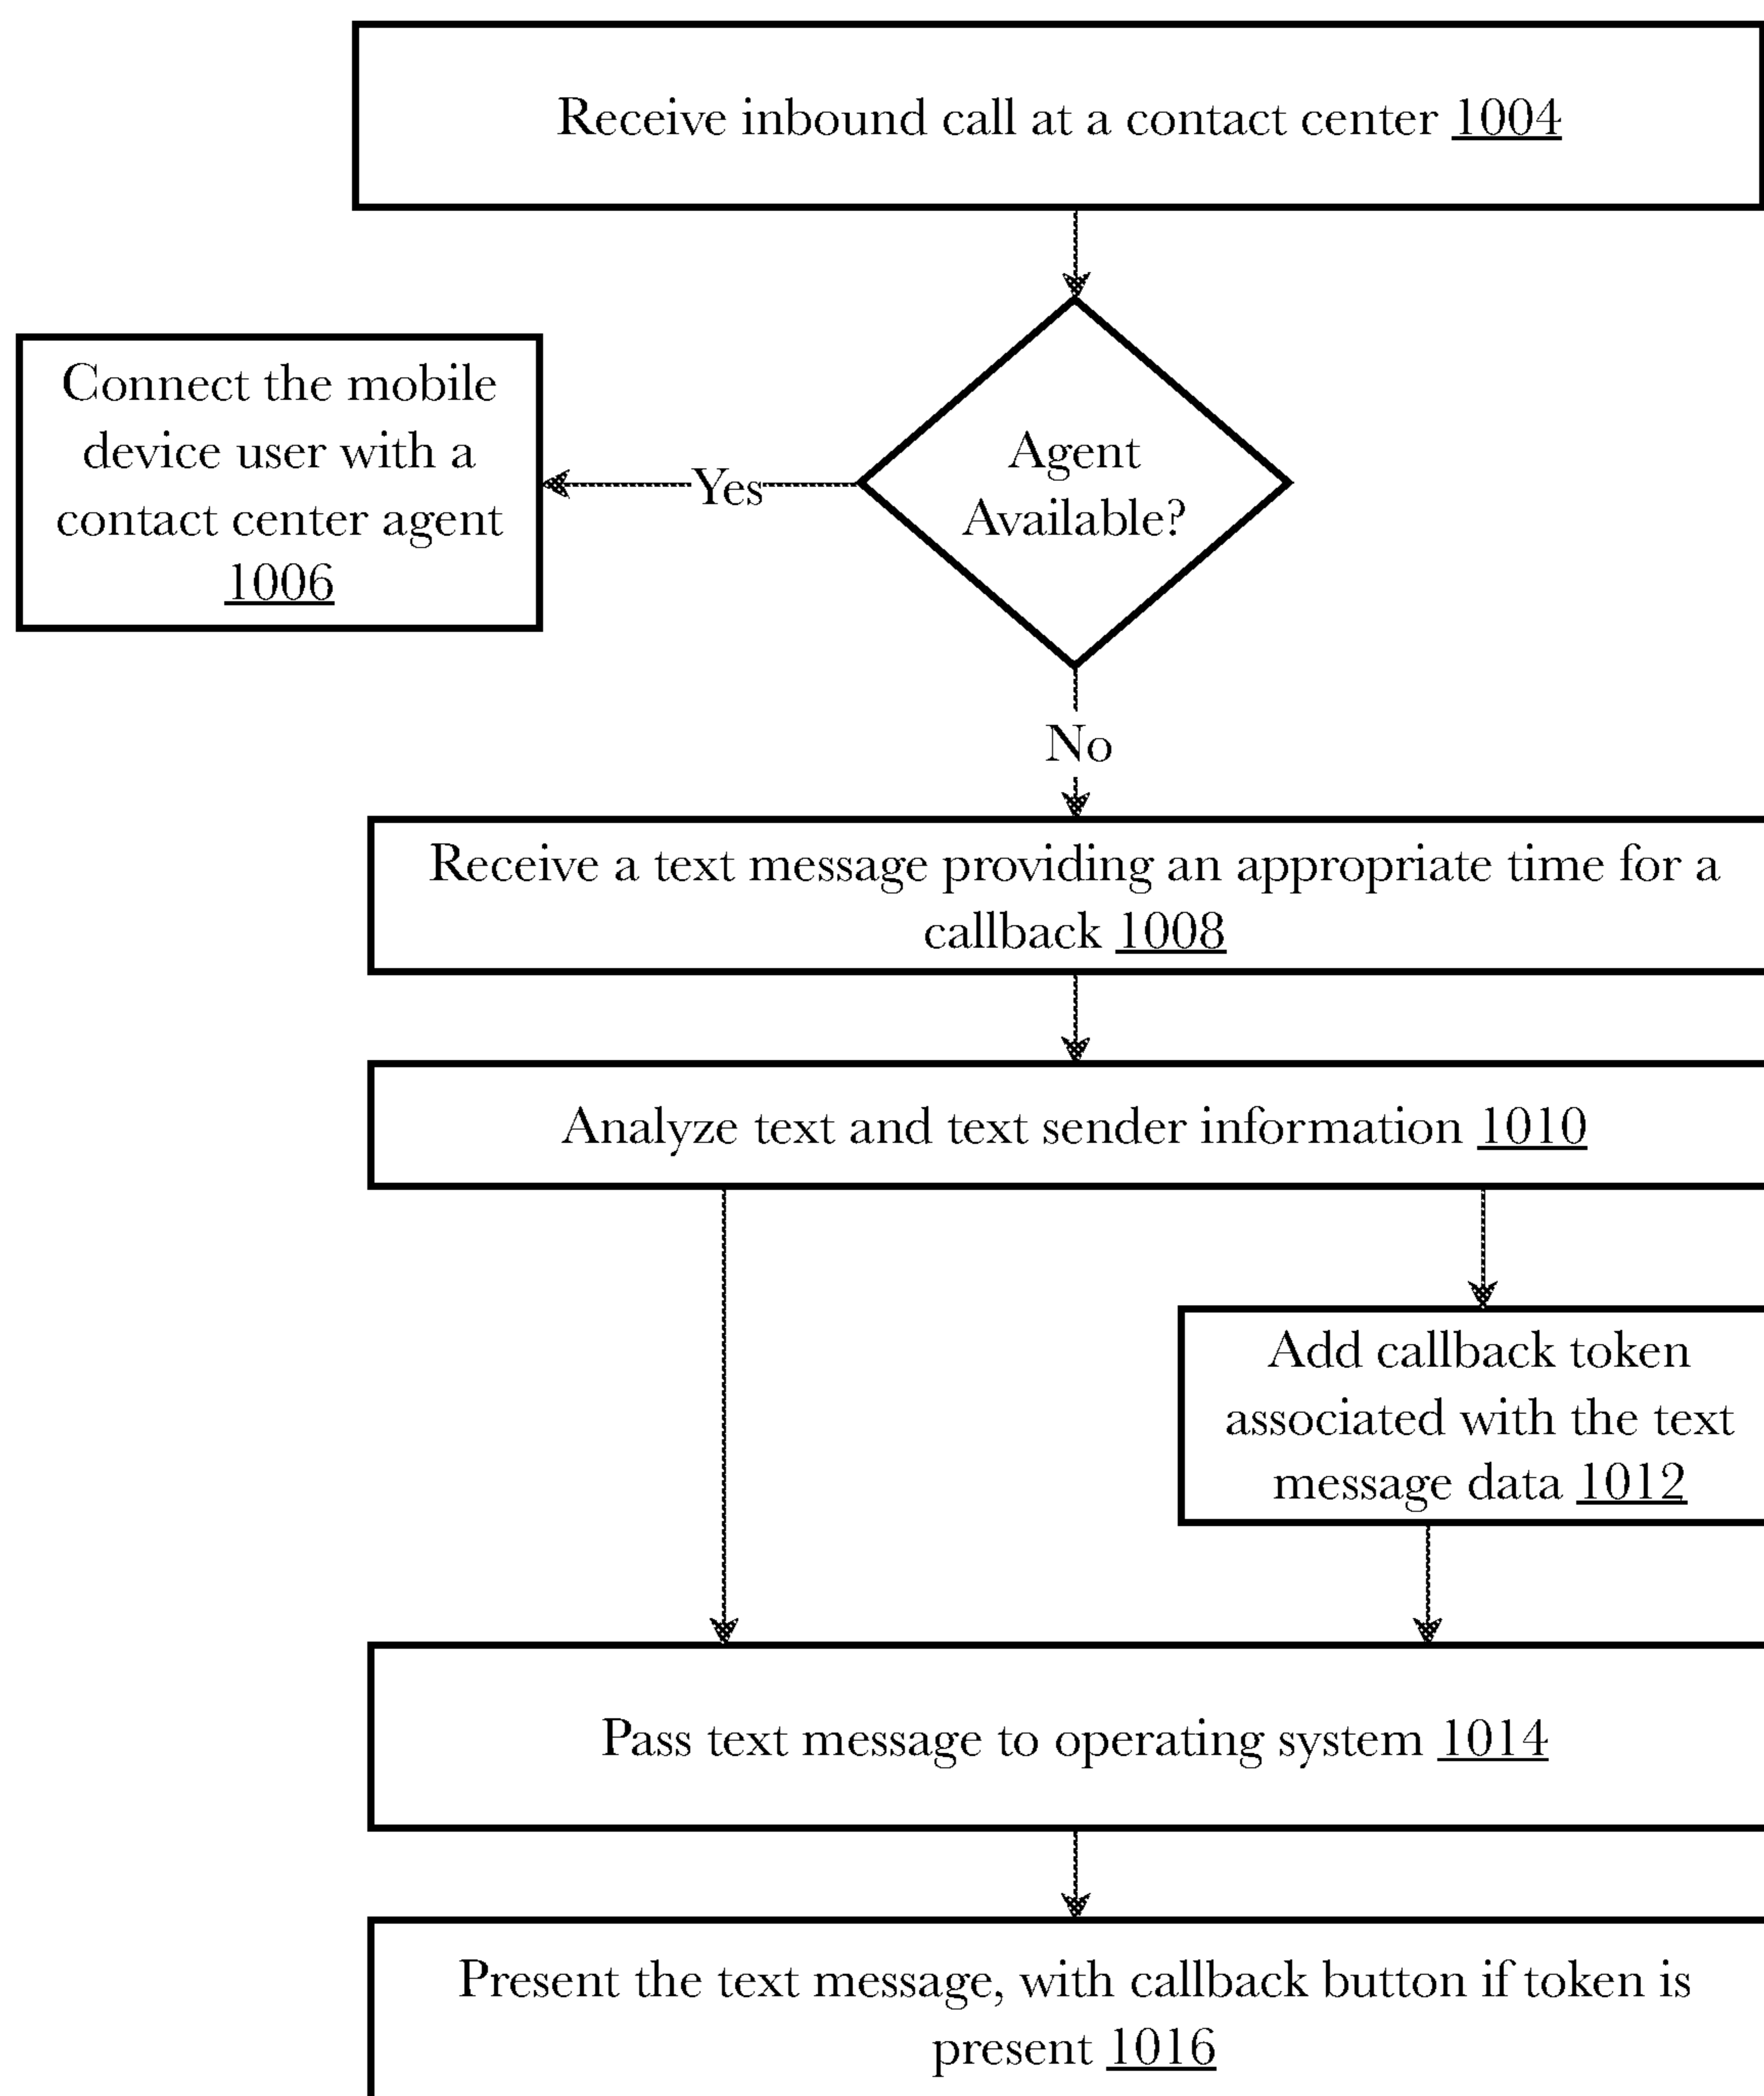 Receive inbound call at a contact center 1004
Connect the mobile
device user with a
contact center agent
1006
Yes
Agent
Available?
No
Receive a text message providing an appropriate time for a
callback 1008
Analyze text and text sender information 1010
Add callback token
associated with the text
message data 1012
Pass text message to operating system 1014
Present the text message, with callback button if token is
present 1016